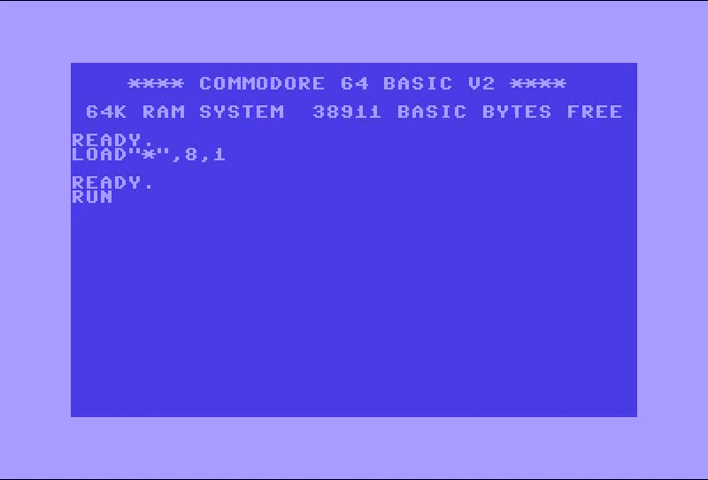 **** COMMODORE 64 BASIC V2 ****
64K RAM SYSTEM  38911 BASIC BYTES FREE
READY.
LOAD"*",8,1
READY.
RUN